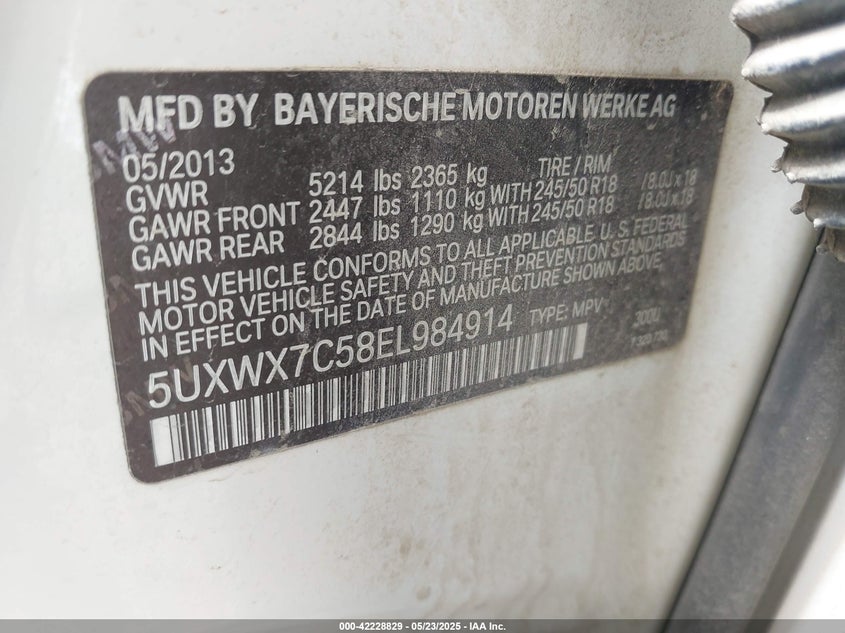 MFD BY BAYERISCHE MOTOREN WERKE AG
05/2013 TIRE / RIM
GVWR 5214 lbs 2365 kg
GAWR FRONT 2447 lbs 1110 kg WITH 245/50 R18 / 8.0J x 18
GAWR REAR 2844 lbs 1290 kg WITH 245/50 R18 / 8.0J x 18
THIS VEHICLE CONFORMS TO ALL APPLICABLE U. S. FEDERAL
MOTOR VEHICLE SAFETY AND THEFT PREVENTION STANDARDS
IN EFFECT ON THE DATE OF MANUFACTURE SHOWN ABOVE.
5UXWX7C58EL984914 TYPE: MPV 300U
000-42228829 - 05/23/2025 - IAA Inc.